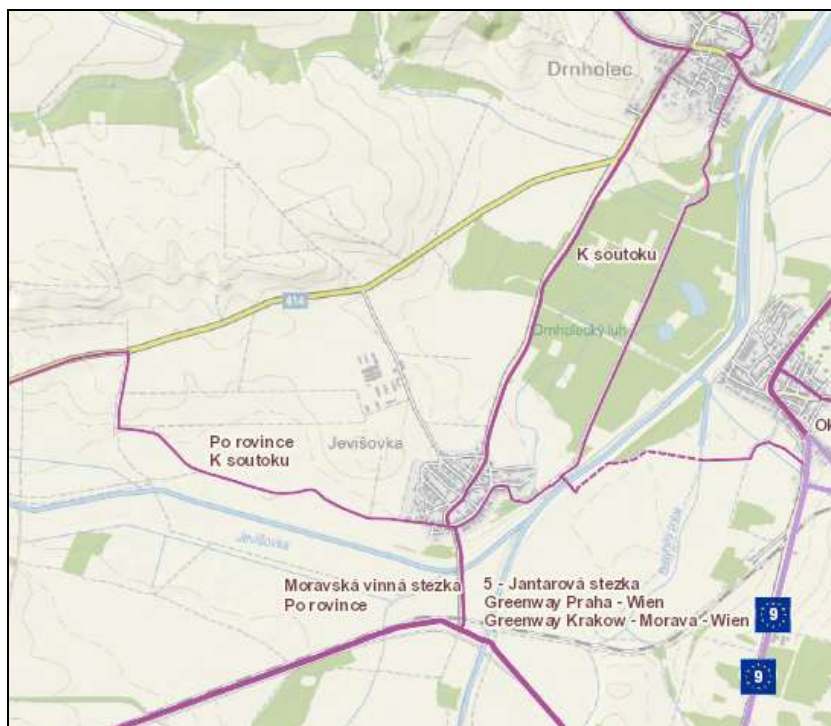 Drnholec
K soutoku
414
Drnholecký luh
Po rovince
K soutoku
Jevišovka
Ok
Jevišovka
Moravská vinná stezka
Po rovince
5 - Jantarová stezka
Greenway Praha - Wien
Greenway Krakow - Morava - Wien
9
9